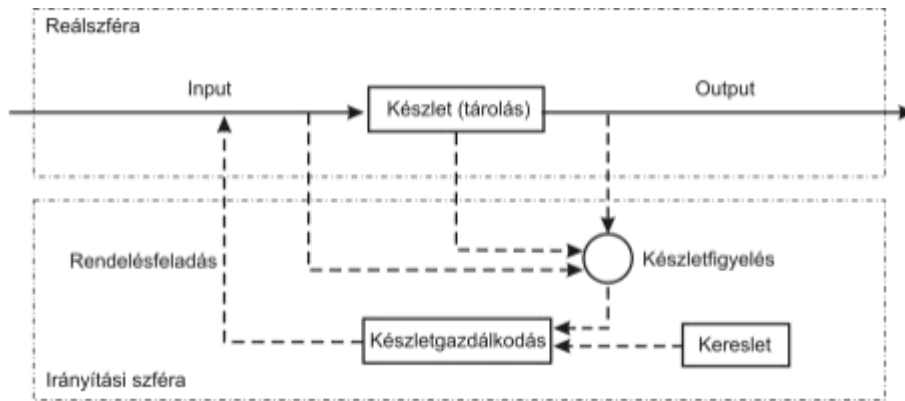 Reálszféra
Input
Készlet (tárolás)
Output
Rendelésfeladás
Készletfigyelés
Készletgazdálkodás
Kereslet
Irányítási szféra